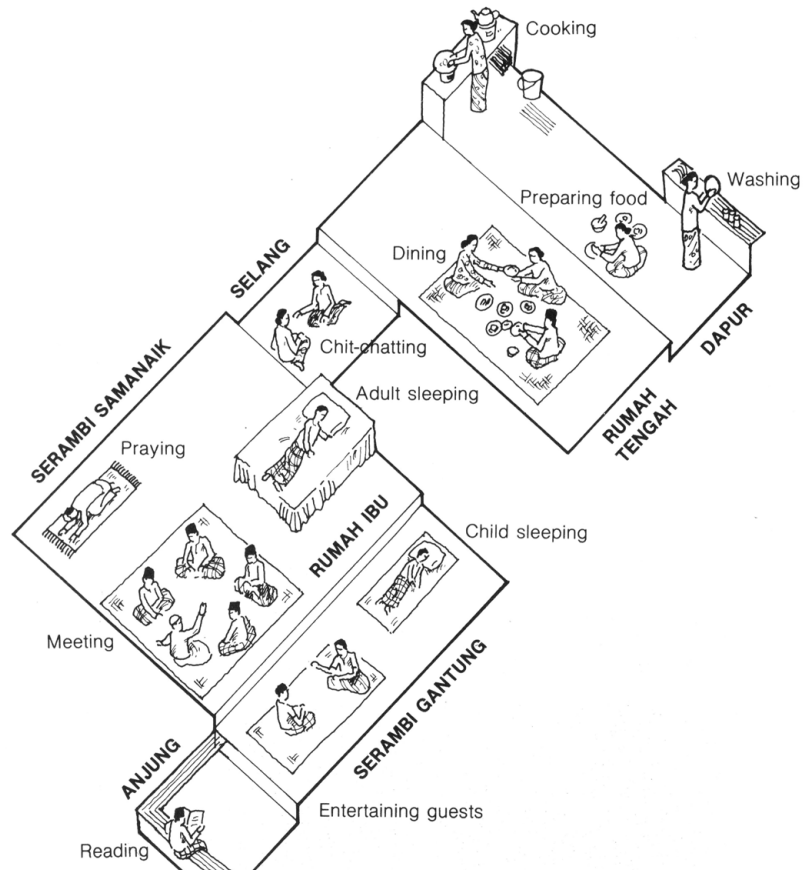 Cooking
Washing
Preparing food
Dining
SELANG
DAPUR
Chit-chatting
SERAMBI SAMANAIK
Adult sleeping
RUMAH
TENGAH
Praying
RUMAH IBU
Child sleeping
Meeting
SERAMBI GANTUNG
ANJUNG
Entertaining guests
Reading